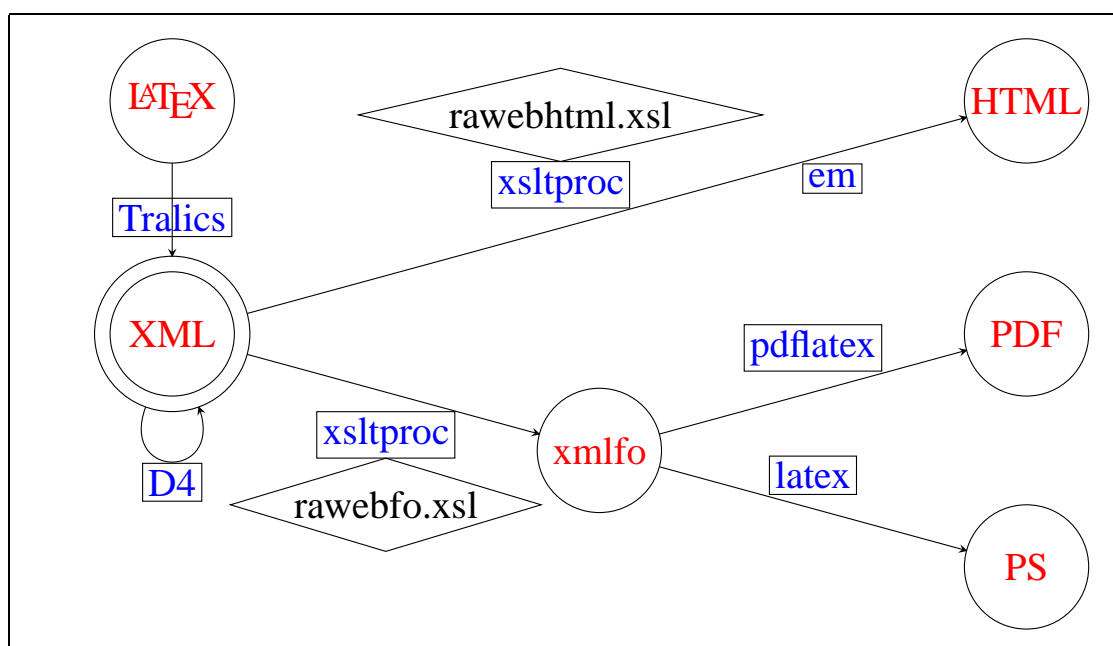 LATEX
HTML
rawebhtml.xsl
xsltproc
em
Tralics
XML
PDF
pdflatex
xsltproc
xmlfo
D4
latex
rawebfo.xsl
PS